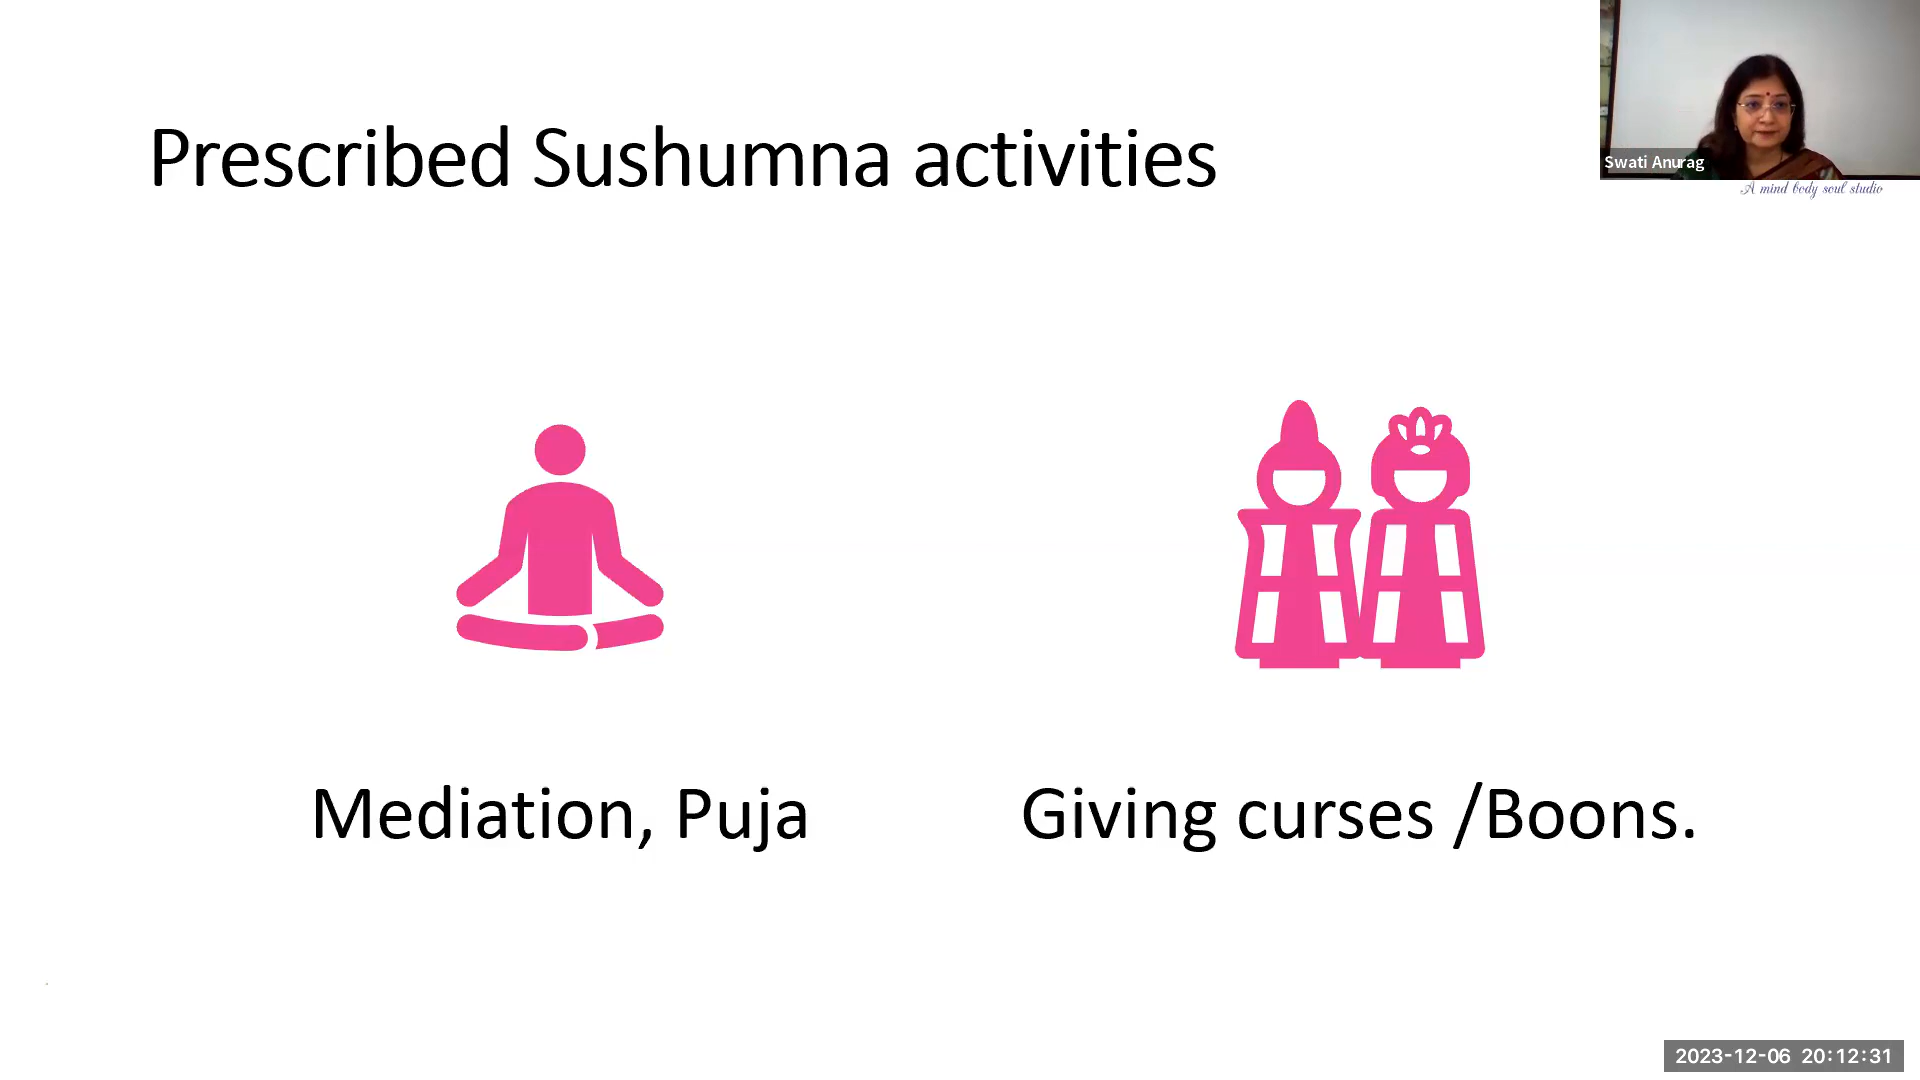 Prescribed Sushumna activities
Swati Anurag
A mind body soul studio
Mediation, Puja
Giving curses /Boons.
2023-12-06 20:12:31